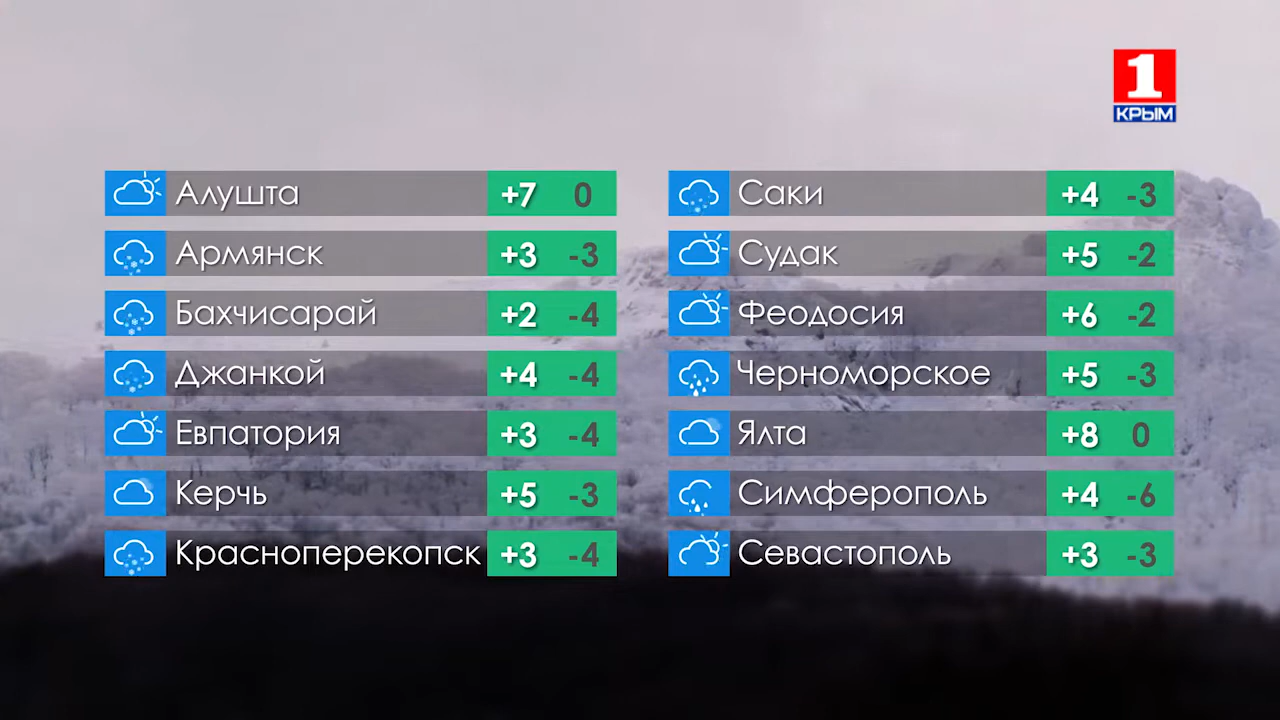 1
КРЫМ
Алушта +7 0
Армянск +3 -3
Бахчисарай +2 -4
Джанкой +4 -4
Евпатория +3 -4
Керчь +5 -3
Красноперекопск +3 -4
Саки +4 -3
Судак +5 -2
Феодосия +6 -2
Черноморское +5 -3
Ялта +8 0
Симферополь +4 -6
Севастополь +3 -3